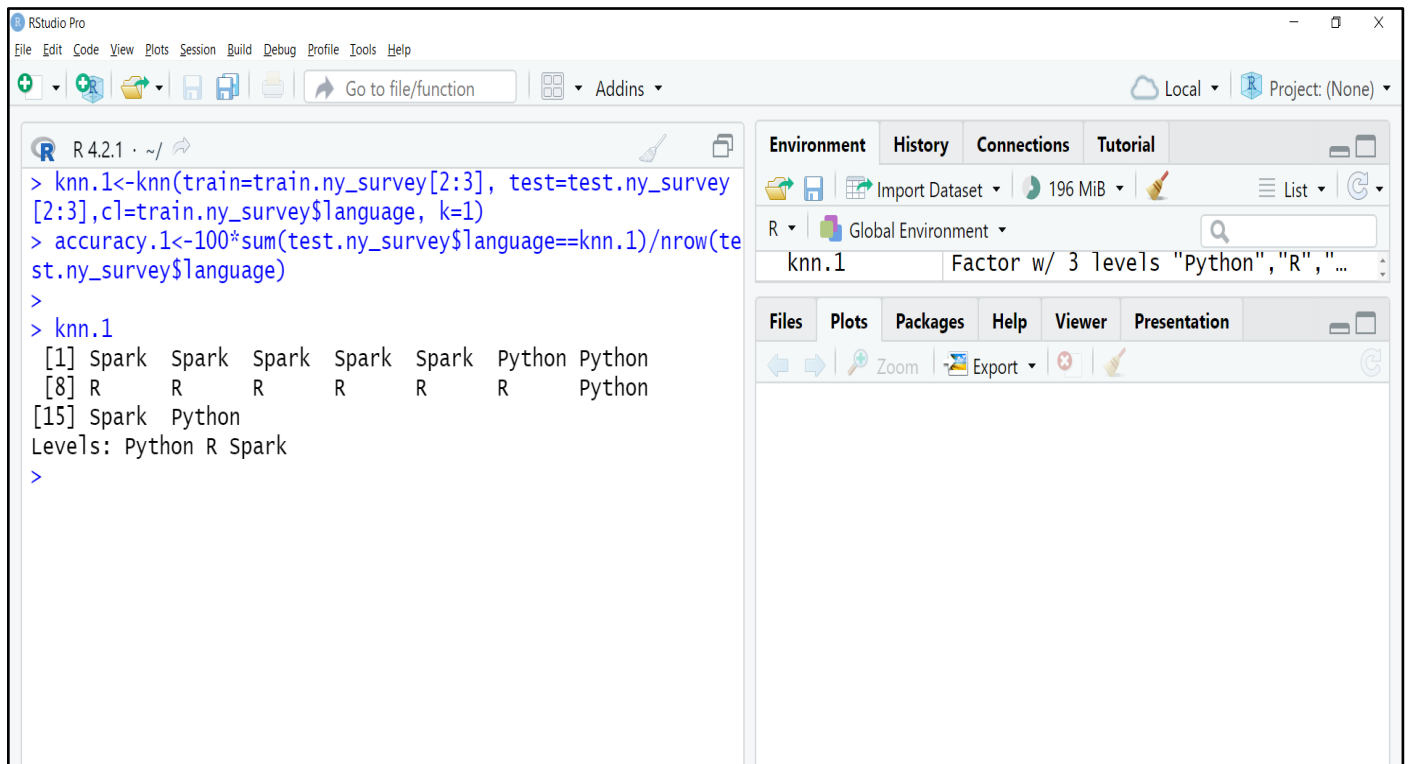 RStudio Pro
File Edit Code View Plots Session Build Debug Profile Tools Help
Go to file/function Addins Local Project: (None)
R 4.2.1 · ~/
> knn.1<-knn(train=train.ny_survey[2:3], test=test.ny_survey
[2:3],cl=train.ny_survey$language, k=1)
> accuracy.1<-100*sum(test.ny_survey$language==knn.1)/nrow(te
st.ny_survey$language)
>
> knn.1
[1] Spark Spark Spark Spark Spark Python Python
[8] R R R R R R Python
[15] Spark Python
Levels: Python R Spark
>
Environment History Connections Tutorial
Import Dataset 196 MiB List
R Global Environment
knn.1 Factor w/ 3 levels "Python","R","…
Files Plots Packages Help Viewer Presentation
Zoom Export